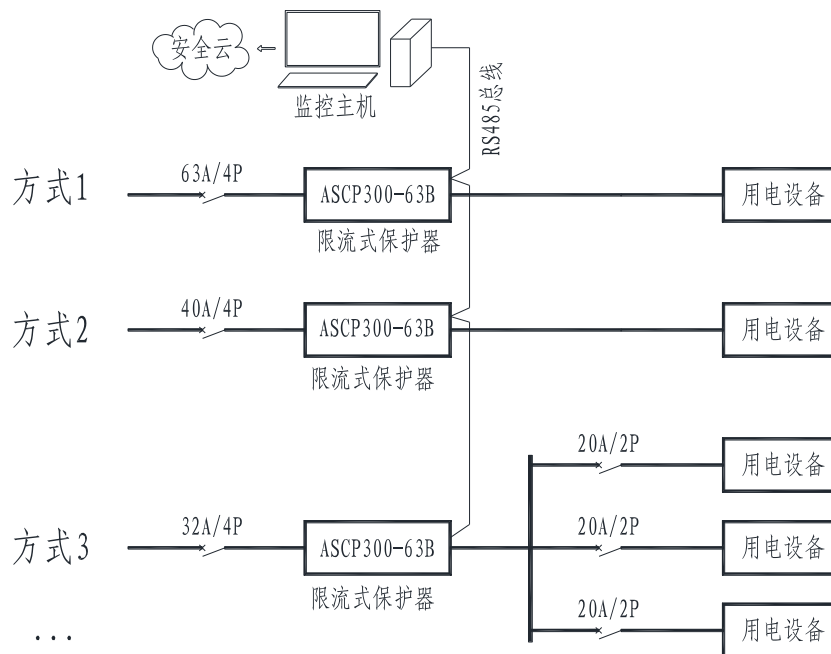 安全云
监控主机
RS485总线
方式1
63A/4P
ASCP300-63B
限流式保护器
用电设备
方式2
40A/4P
ASCP300-63B
限流式保护器
用电设备
20A/2P
用电设备
方式3
32A/4P
ASCP300-63B
限流式保护器
20A/2P
用电设备
20A/2P
用电设备
...